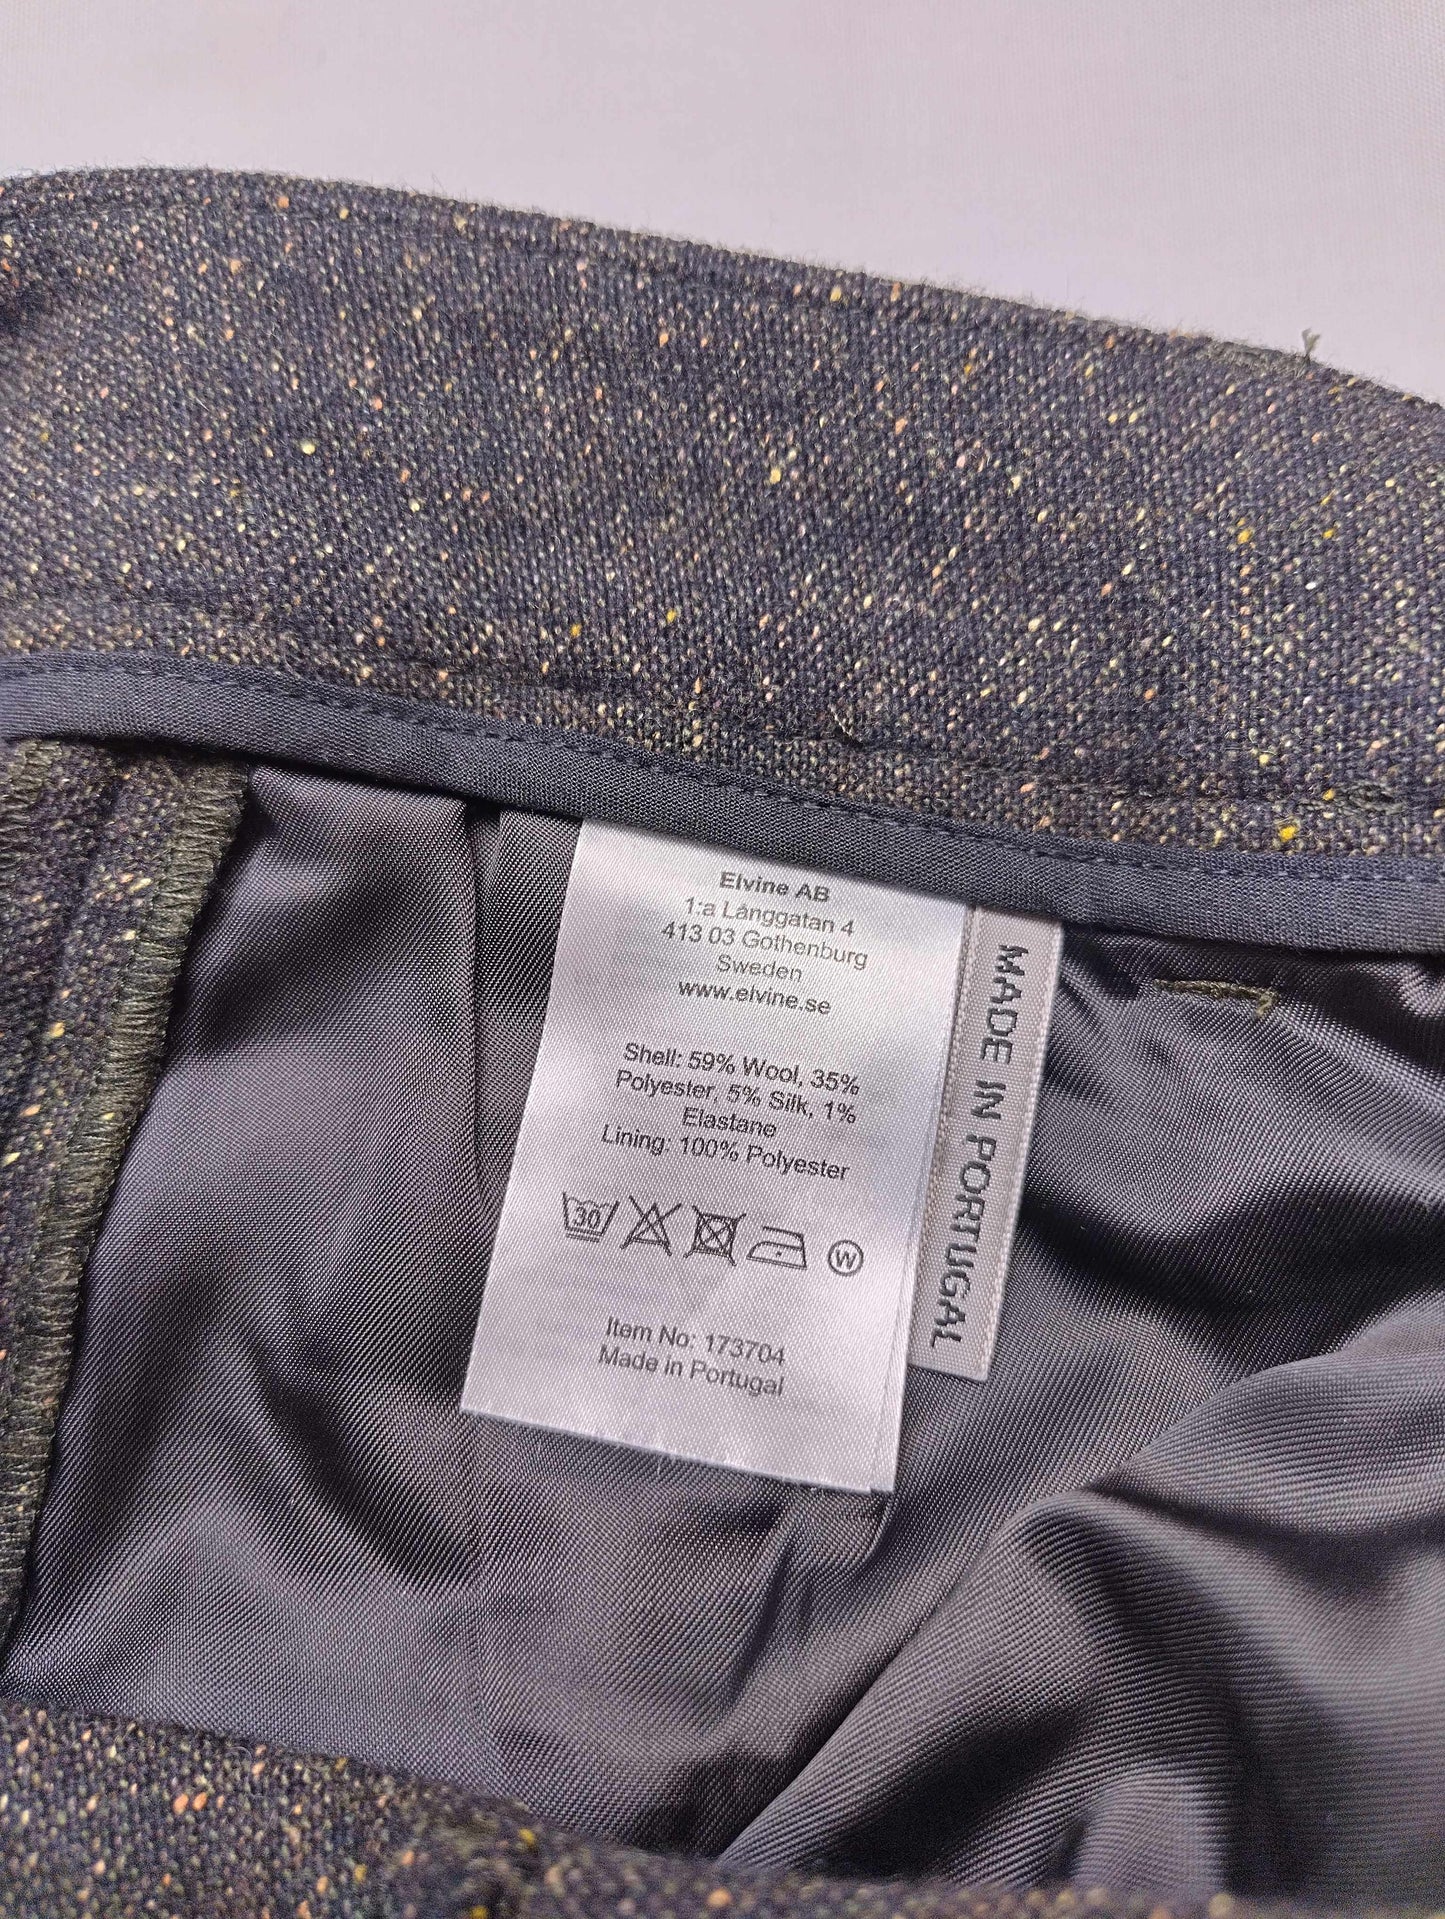 Elvine AB
1:a Långgatan 4
413 03 Gothenburg
Sweden
www.elvine.se
Shell: 59% Wool, 35%
Polyester, 5% Silk, 1%
Elastane
Lining: 100% Polyester
30
W
Item No: 173704
Made in Portugal
MADE IN PORTUGAL